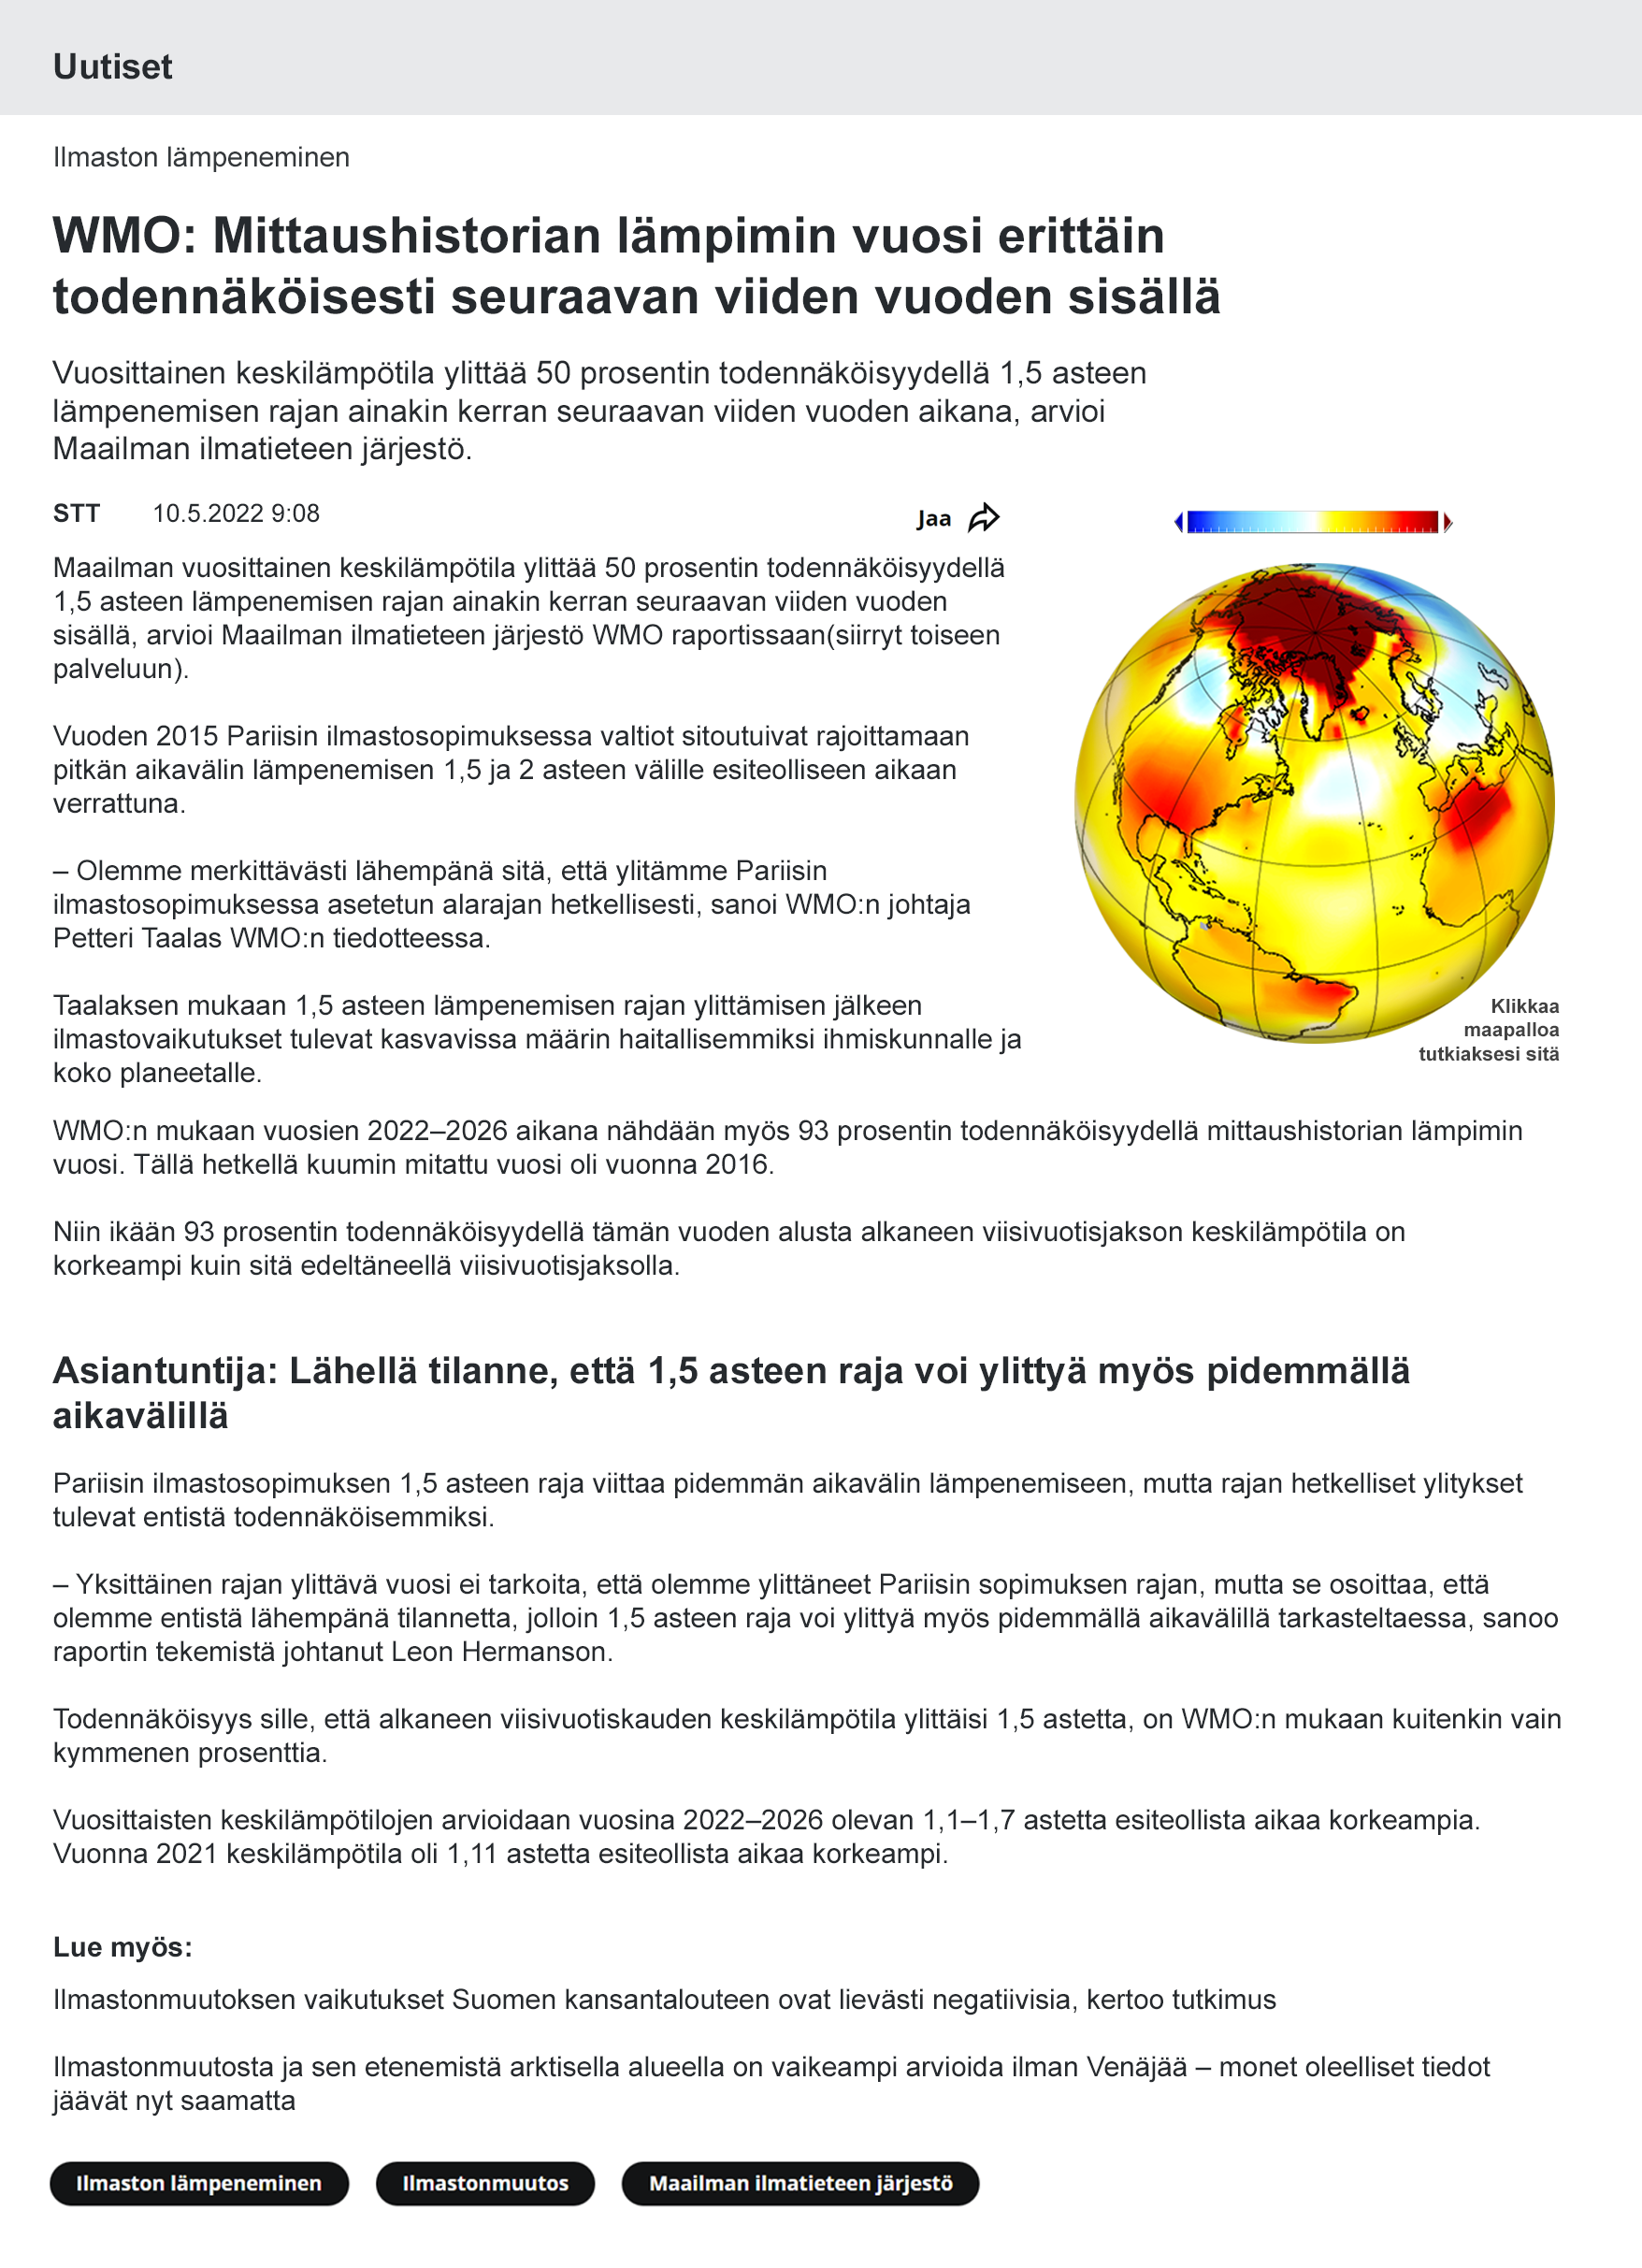 Uutiset
Ilmaston lämpeneminen
WMO: Mittaushistorian lämpimin vuosi erittäin
todennäköisesti seuraavan viiden vuoden sisällä
Vuosittainen keskilämpötila ylittää 50 prosentin todennäköisyydellä 1,5 asteen
lämpenemisen rajan ainakin kerran seuraavan viiden vuoden aikana, arvioi
Maailman ilmatieteen järjestö.
STT 10.5.2022 9:08
Jaa
Maailman vuosittainen keskilämpötila ylittää 50 prosentin todennäköisyydellä
1,5 asteen lämpenemisen rajan ainakin kerran seuraavan viiden vuoden
sisällä, arvioi Maailman ilmatieteen järjestö WMO raportissaan(siirryt toiseen
palveluun).
Vuoden 2015 Pariisin ilmastosopimuksessa valtiot sitoutuivat rajoittamaan
pitkän aikavälin lämpenemisen 1,5 ja 2 asteen välille esiteolliseen aikaan
verrattuna.
– Olemme merkittävästi lähempänä sitä, että ylitämme Pariisin
ilmastosopimuksessa asetetun alarajan hetkellisesti, sanoi WMO:n johtaja
Petteri Taalas WMO:n tiedotteessa.
Taalaksen mukaan 1,5 asteen lämpenemisen rajan ylittämisen jälkeen
ilmastovaikutukset tulevat kasvavissa määrin haitallisemmiksi ihmiskunnalle ja
koko planeetalle.
Klikkaa
maapalloa
tutkiaksesi sitä
WMO:n mukaan vuosien 2022–2026 aikana nähdään myös 93 prosentin todennäköisyydellä mittaushistorian lämpimin
vuosi. Tällä hetkellä kuumin mitattu vuosi oli vuonna 2016.
Niin ikään 93 prosentin todennäköisyydellä tämän vuoden alusta alkaneen viisivuotisjakson keskilämpötila on
korkeampi kuin sitä edeltäneellä viisivuotisjaksolla.
Asiantuntija: Lähellä tilanne, että 1,5 asteen raja voi ylittyä myös pidemmällä
aikavälillä
Pariisin ilmastosopimuksen 1,5 asteen raja viittaa pidemmän aikavälin lämpenemiseen, mutta rajan hetkelliset ylitykset
tulevat entistä todennäköisemmiksi.
– Yksittäinen rajan ylittävä vuosi ei tarkoita, että olemme ylittäneet Pariisin sopimuksen rajan, mutta se osoittaa, että
olemme entistä lähempänä tilannetta, jolloin 1,5 asteen raja voi ylittyä myös pidemmällä aikavälillä tarkasteltaessa, sanoo
raportin tekemistä johtanut Leon Hermanson.
Todennäköisyys sille, että alkaneen viisivuotiskauden keskilämpötila ylittäisi 1,5 astetta, on WMO:n mukaan kuitenkin vain
kymmenen prosenttia.
Vuosittaisten keskilämpötilojen arvioidaan vuosina 2022–2026 olevan 1,1–1,7 astetta esiteollista aikaa korkeampia.
Vuonna 2021 keskilämpötila oli 1,11 astetta esiteollista aikaa korkeampi.
Lue myös:
Ilmastonmuutoksen vaikutukset Suomen kansantalouteen ovat lievästi negatiivisia, kertoo tutkimus
Ilmastonmuutosta ja sen etenemistä arktisella alueella on vaikeampi arvioida ilman Venäjää – monet oleelliset tiedot
jäävät nyt saamatta
Ilmaston lämpeneminen Ilmastonmuutos Maailman ilmatieteen järjestö